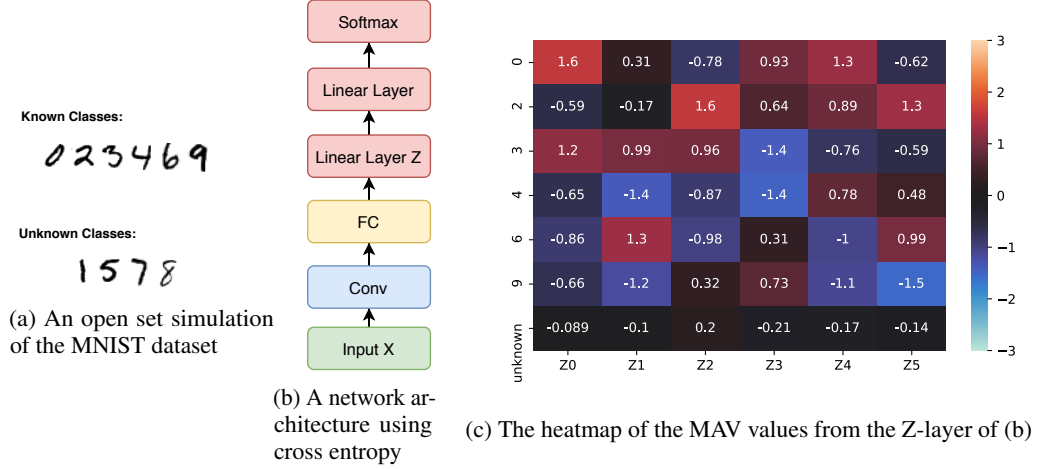 Known Classes:
0 2 3 4 6 9
Unknown Classes:
1 5 7 8
(a) An open set simulation
of the MNIST dataset
Softmax
Linear Layer
Linear Layer Z
FC
Conv
Input X
(b) A network ar-
chitecture using
cross entropy
0 1.6 0.31 -0.78 0.93 1.3 -0.62
2 -0.59 -0.17 1.6 0.64 0.89 1.3
3 1.2 0.99 0.96 -1.4 -0.76 -0.59
4 -0.65 -1.4 -0.87 -1.4 0.78 0.48
6 -0.86 1.3 -0.98 0.31 -1 0.99
9 -0.66 -1.2 0.32 0.73 -1.1 -1.5
unknown -0.089 -0.1 0.2 -0.21 -0.17 -0.14
Z0 Z1 Z2 Z3 Z4 Z5
3
2
1
0
−1
−2
−3
(c) The heatmap of the MAV values from the Z-layer of (b)